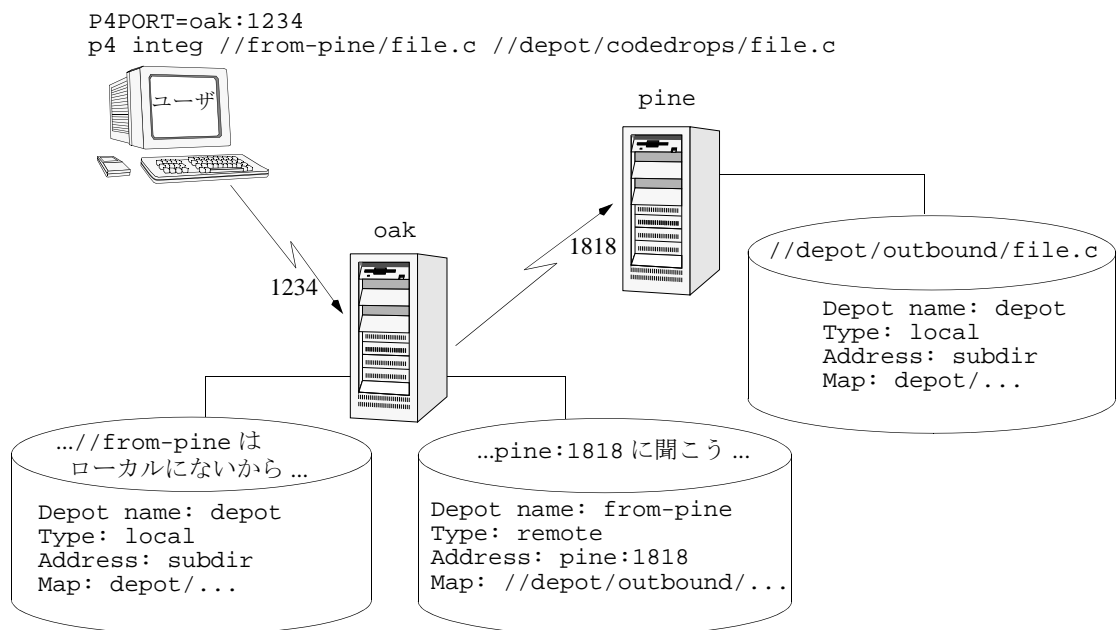 P4PORT=oak:1234
p4 integ //from-pine/file.c //depot/codedrops/file.c
ユーザ
pine
oak
1818
1234
//depot/outbound/file.c
Depot name: depot
Type: local
Address: subdir
Map: depot/...
...//from-pine は
ローカルにないから ...
Depot name: depot
Type: local
Address: subdir
Map: depot/...
...pine:1818 に聞こう ...
Depot name: from-pine
Type: remote
Address: pine:1818
Map: //depot/outbound/...